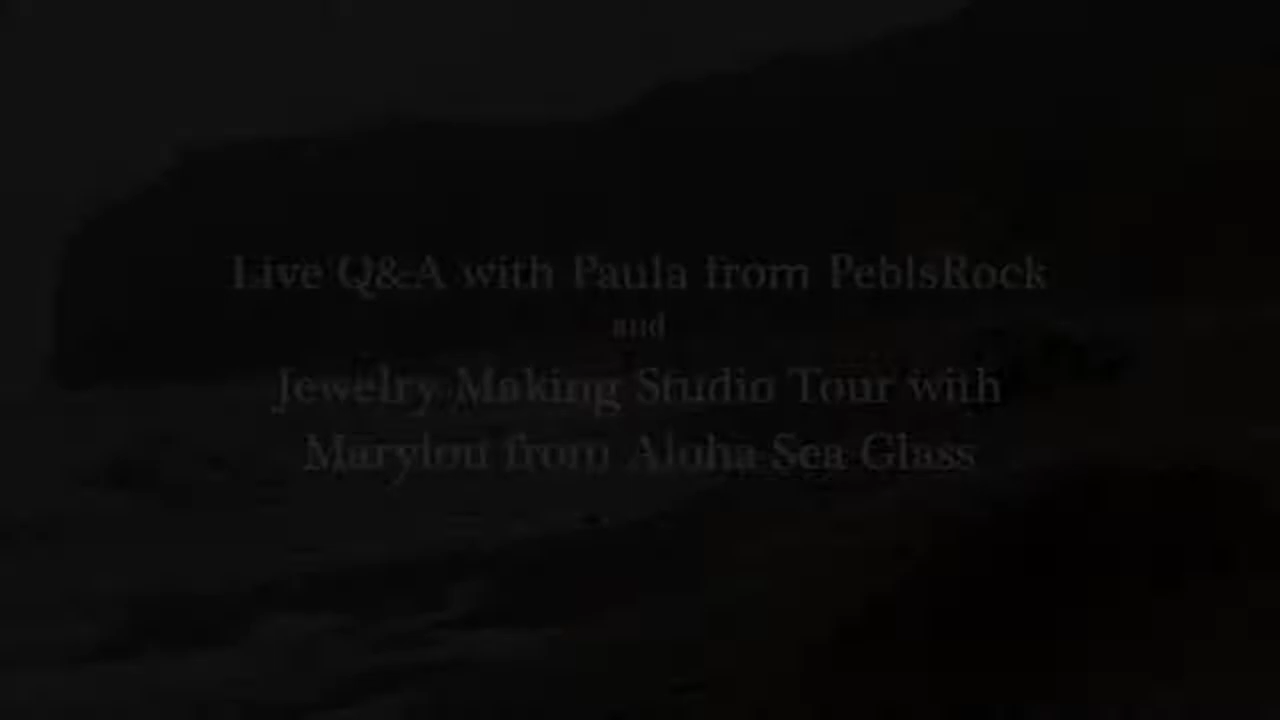 Live Q&A with Paula from PeblsRock
and
Jewelry Making Studio Tour with
Marylou from Aloha Sea Glass